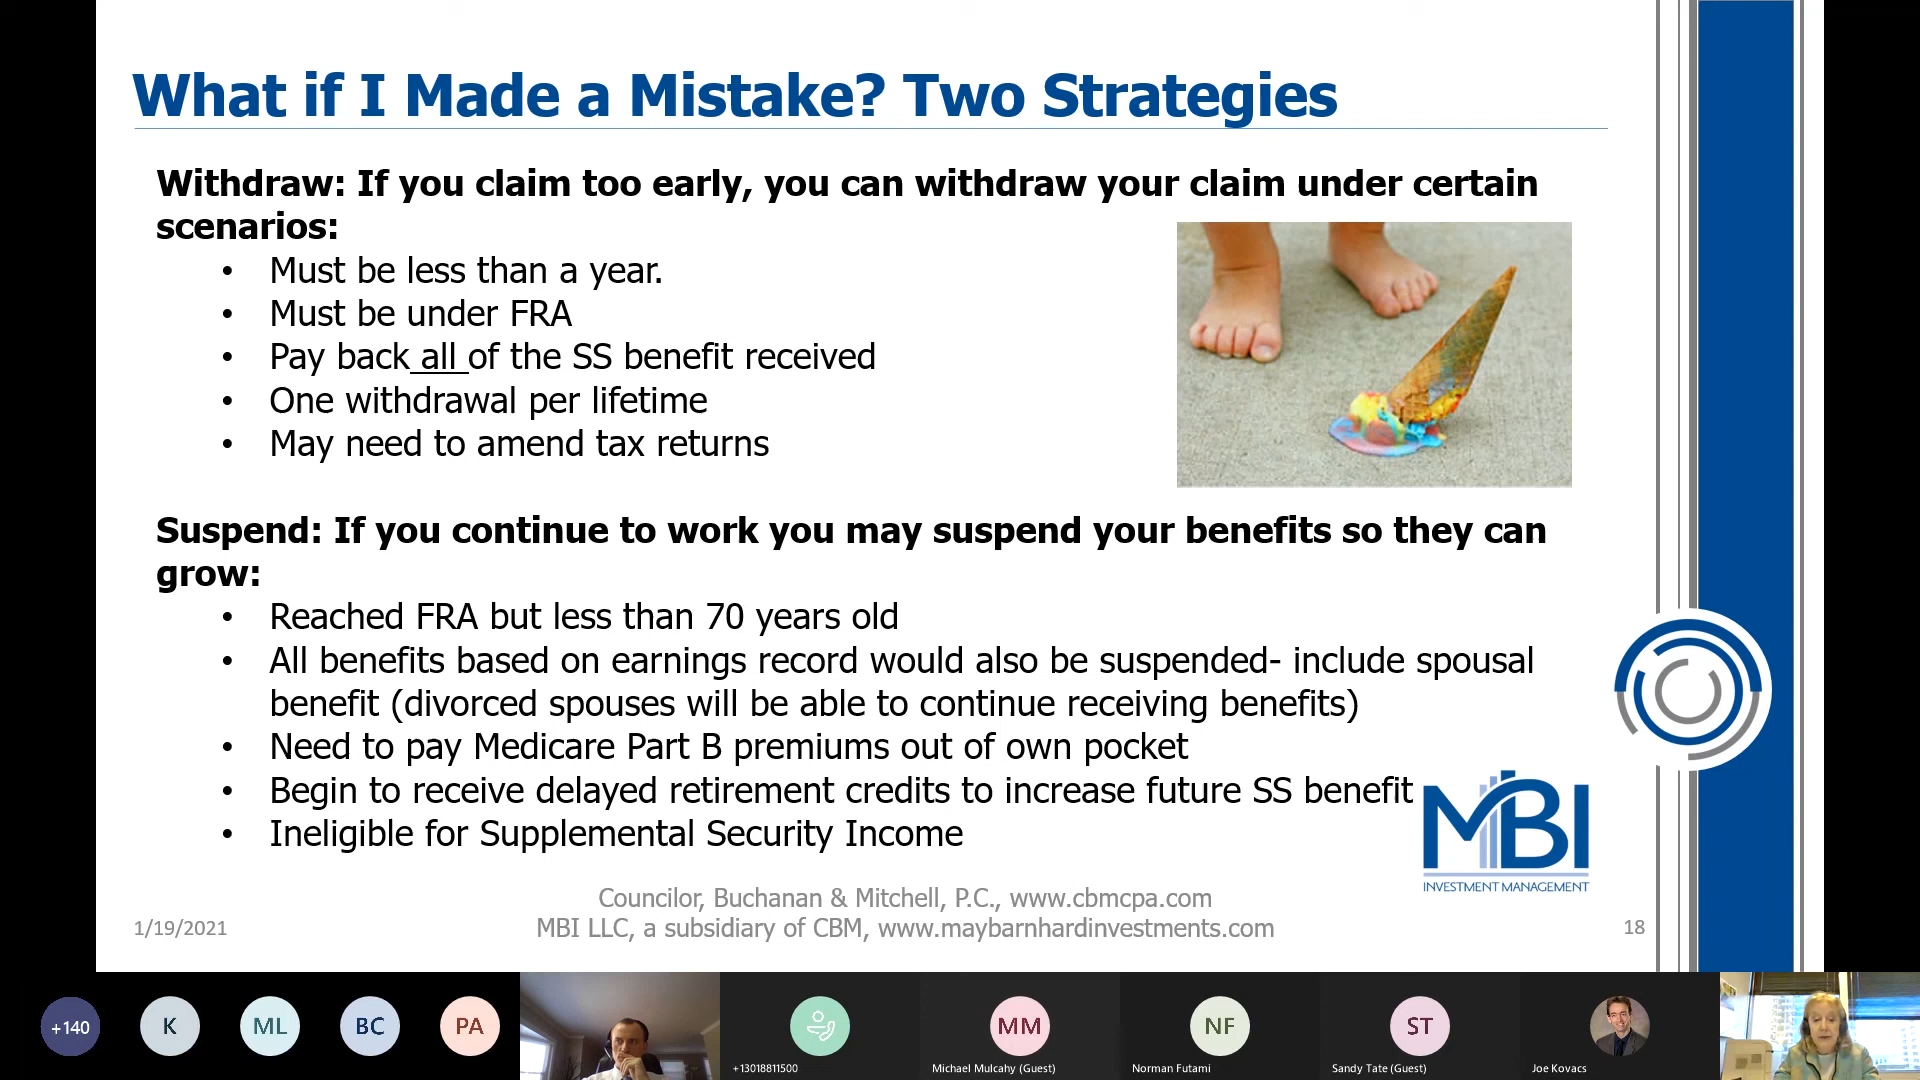 What if I Made a Mistake? Two Strategies
Withdraw: If you claim too early, you can withdraw your claim under certain
scenarios:
• Must be less than a year.
• Must be under FRA
• Pay back all of the SS benefit received
• One withdrawal per lifetime
• May need to amend tax returns
Suspend: If you continue to work you may suspend your benefits so they can
grow:
• Reached FRA but less than 70 years old
• All benefits based on earnings record would also be suspended- include spousal
benefit (divorced spouses will be able to continue receiving benefits)
• Need to pay Medicare Part B premiums out of own pocket
• Begin to receive delayed retirement credits to increase future SS benefit
• Ineligible for Supplemental Security Income
MBI
INVESTMENT MANAGEMENT
Councilor, Buchanan & Mitchell, P.C., www.cbmcpa.com
1/19/2021
MBI LLC, a subsidiary of CBM, www.maybarnhardinvestments.com
18
+140
K
ML
BC
PA
+13018811500
MM
Michael Mulcahy (Guest)
NF
Norman Futami
ST
Sandy Tate (Guest)
Joe Kovacs